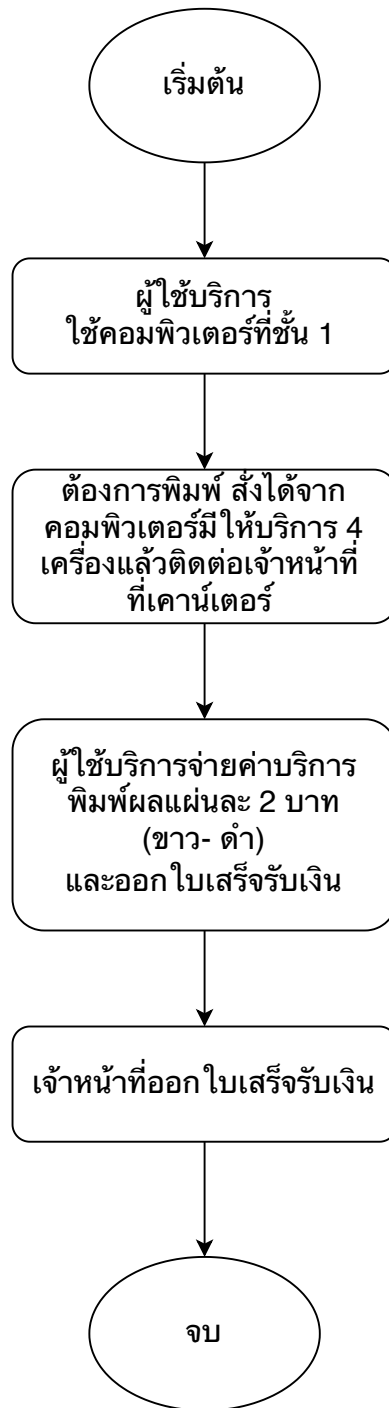 เริ่มต้น
ผู้ใช้บริการ
ใช้คอมพิวเตอร์ที่ชั้น 1
ต้องการพิมพ์ สั่งได้จาก
คอมพิวเตอร์มีให้บริการ 4
เครื่องแล้วติดต่อเจ้าหน้าที่
ที่เคาน์เตอร์
ผู้ใช้บริการจ่ายค่าบริการ
พิมพ์ผลแผ่นละ 2 บาท
(ขาว- ดำ)
และออกใบเสร็จรับเงิน
เจ้าหน้าที่ออกใบเสร็จรับเงิน
จบ